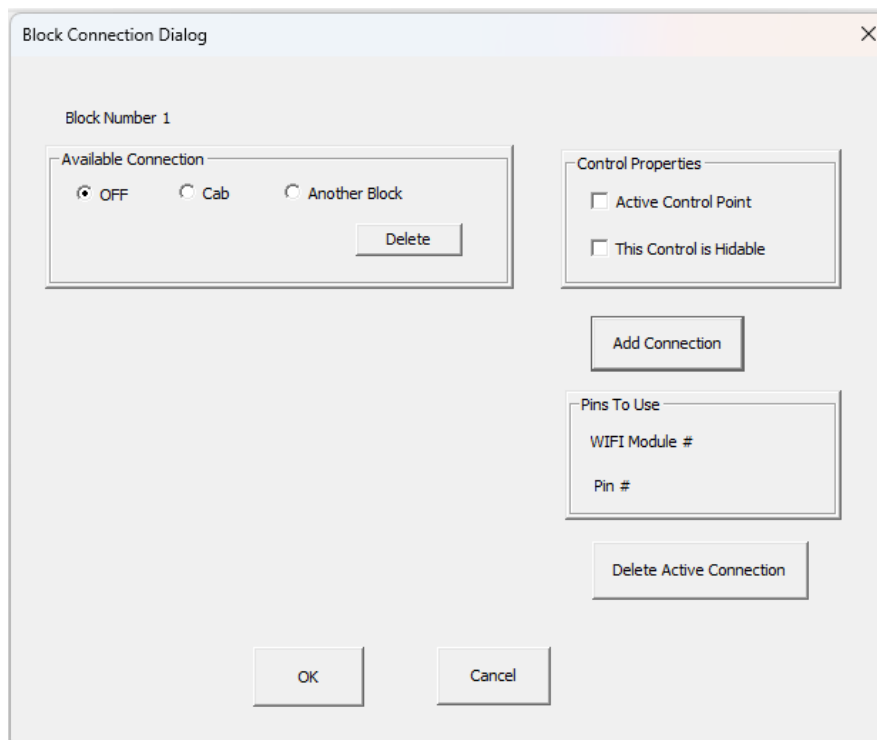 Block Connection Dialog
Block Number 1
Available Connection
OFF Cab Another Block
Delete
Control Properties
Active Control Point
This Control is Hidable
Add Connection
Pins To Use
WIFI Module #
Pin #
Delete Active Connection
OK Cancel